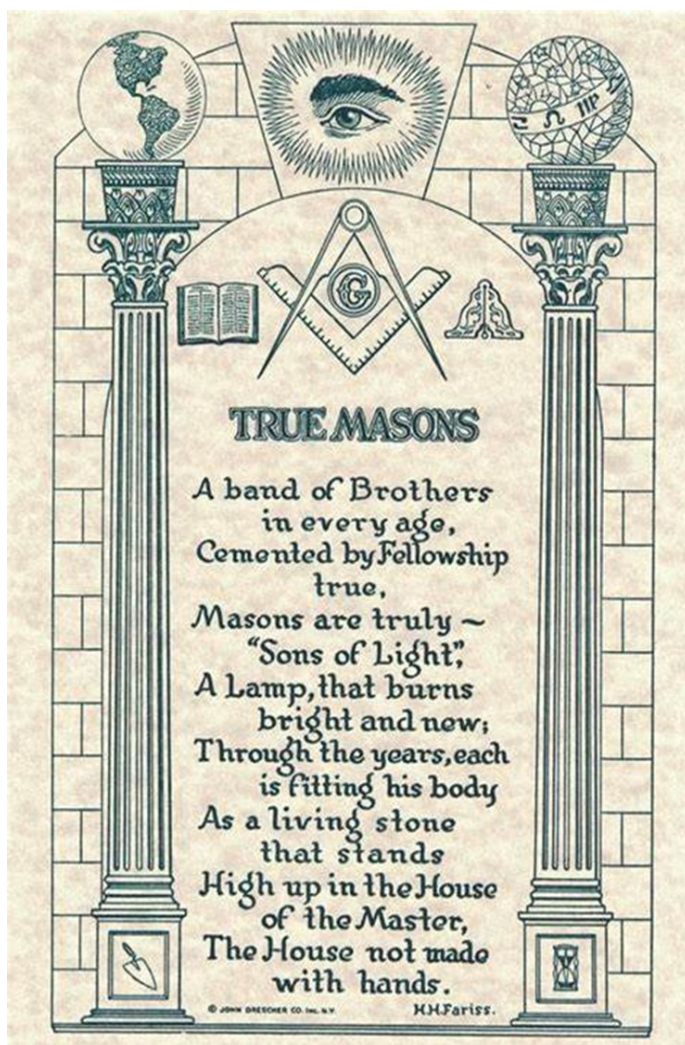 G
TRUE MASONS
A band of Brothers
in every age,
Cemented by Fellowship
true,
Masons are truly ~
"Sons of Light",
A Lamp, that burns
bright and new;
Through the years, each
is fitting his body
As a living stone
that stands
High up in the House
of the Master,
The House not made
with hands.
© JOHN DRESCHER CO. INC. N.Y. H.H.Fariss.